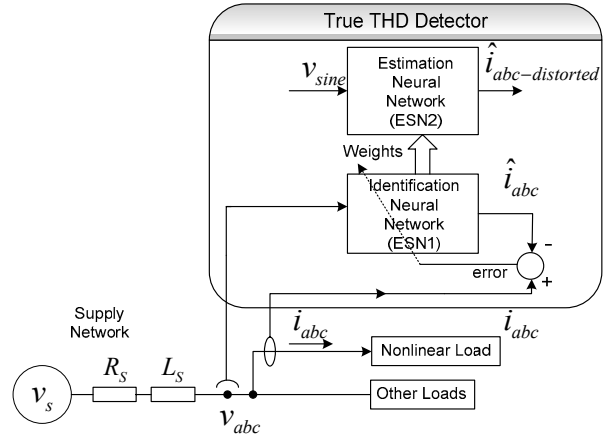 True THD Detector
v_sine
Estimation
Neural
Network
(ESN2)
î_abc-distorted
Weights
Identification
Neural
Network
(ESN1)
î_abc
-
error
+
Supply
Network
i_abc
i_abc
Nonlinear Load
R_S
L_S
v_s
v_abc
Other Loads